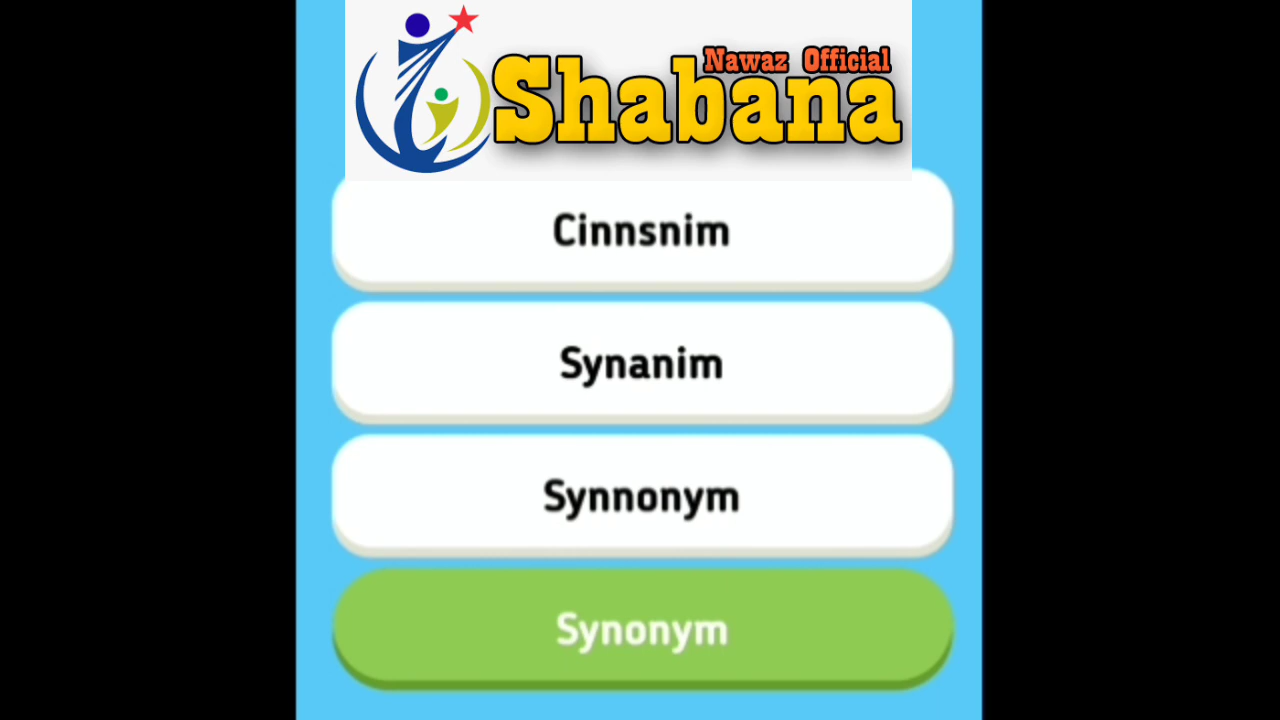 Nawaz Official
Shabana
Cinnsnim
Synanim
Synnonym
Synonym